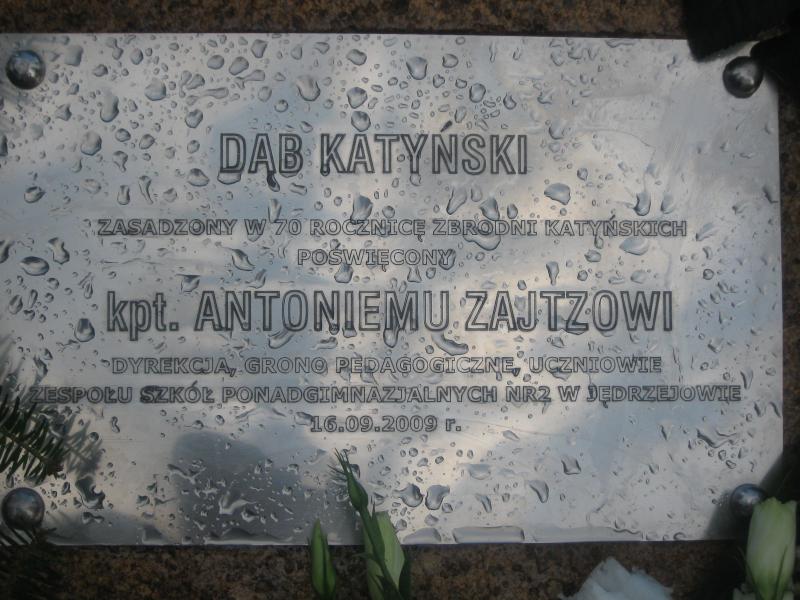 DĄB KATYŃSKI
ZASADZONY W 70 ROCZNICĘ ZBRODNI KATYŃSKICH
POŚWIĘCONY
kpt. ANTONIEMU ZAJTZOWI
DYREKCJA, GRONO PEDAGOGICZNE, UCZNIOWIE
ZESPOŁU SZKÓŁ PONADGIMNAZJALNYCH NR2 W JĘDRZEJOWIE
16.09.2009 r.